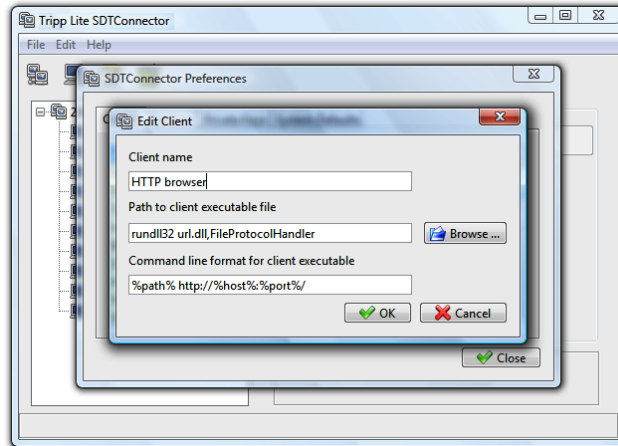 Tripp Lite SDTConnector
File Edit Help
SDTConnector Preferences
Edit Client
Client name
HTTP browser
Path to client executable file
rundll32 url.dll,FileProtocolHandler
Browse ...
Command line format for client executable
%path% http://%host%:%port%/
OK
Cancel
Close